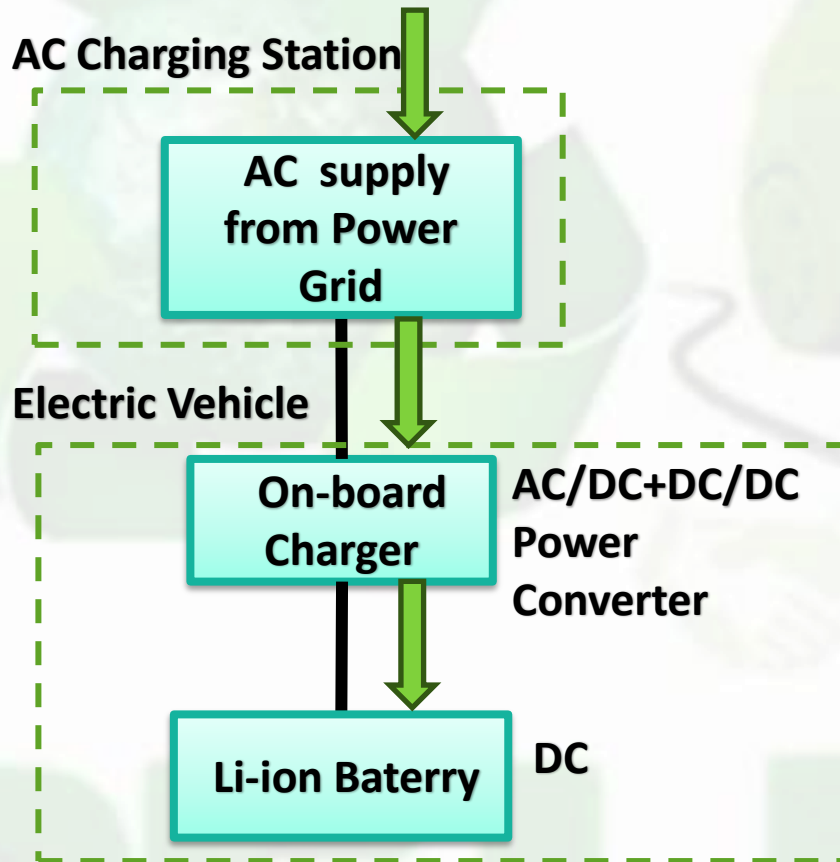 AC Charging Station
AC supply
from Power
Grid
Electric Vehicle
On-board
Charger
AC/DC+DC/DC
Power
Converter
Li-ion Baterry
DC